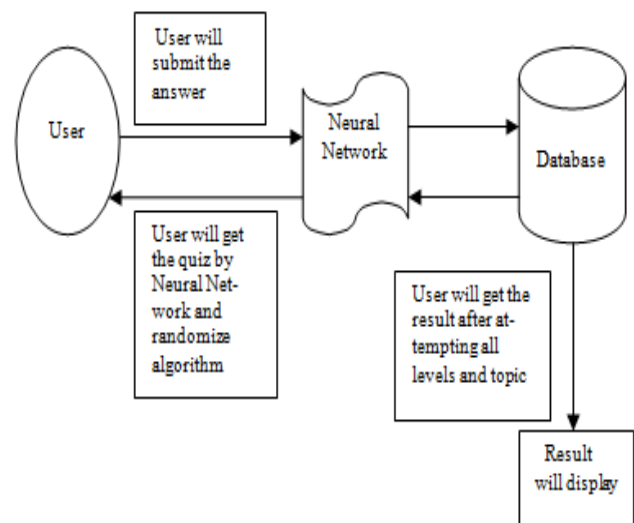 User will
submit the
answer
User
Neural
Network
Database
User will get
the quiz by
Neural Net-
work and
randomize
algorithm
User will get the
result after at-
tempting all
levels and topic
Result
will display